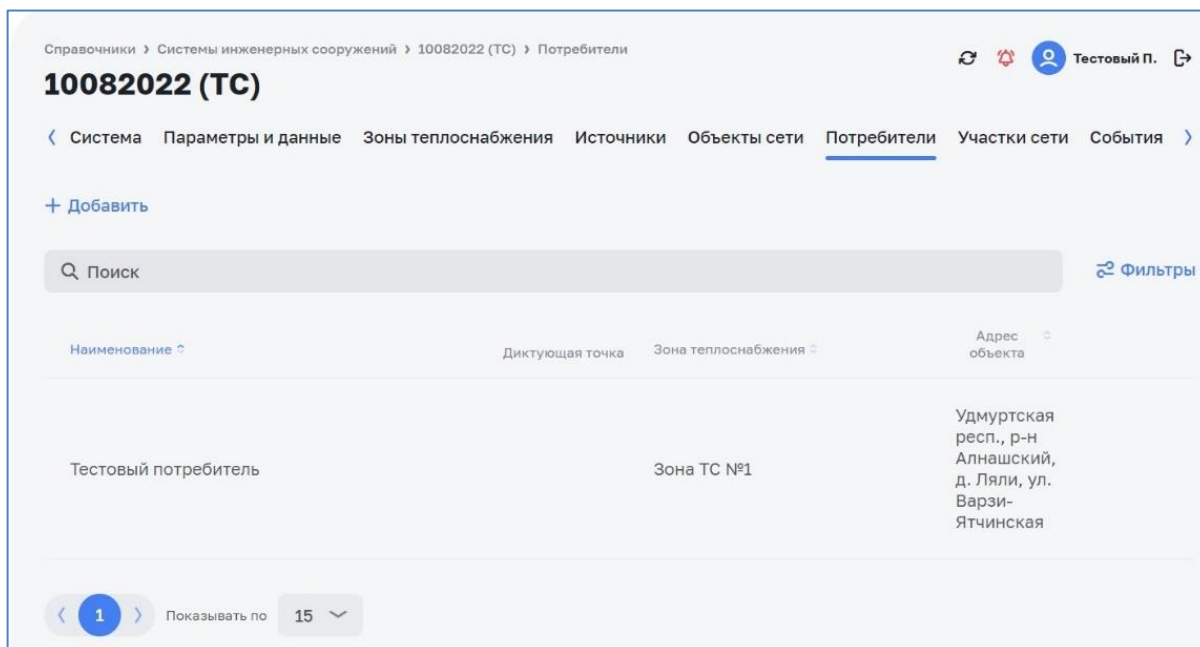 Справочники › Системы инженерных сооружений › 10082022 (ТС) › Потребители
Тестовый П.
10082022 (ТС)
Система Параметры и данные Зоны теплоснабжения Источники Объекты сети Потребители Участки сети События
+ Добавить
Поиск
Фильтры
Наименование Диктующая точка Зона теплоснабжения Адрес объекта
Тестовый потребитель
Зона ТС №1
Удмуртская
респ., р-н
Алнашский,
д. Ляли, ул.
Варзи-
Ятчинская
1 Показывать по 15